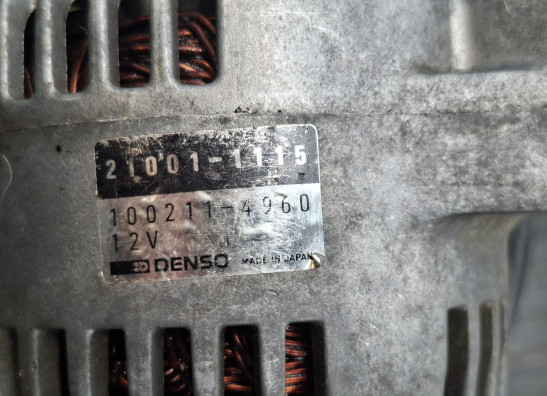 21001-1115
100211-4960
12V
DENSO MADE IN JAPAN